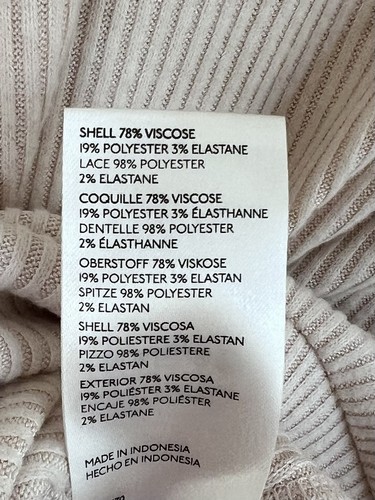 SHELL 78% VISCOSE
19% POLYESTER 3% ELASTANE
LACE 98% POLYESTER
2% ELASTANE
COQUILLE 78% VISCOSE
19% POLYESTER 3% ÉLASTHANNE
DENTELLE 98% POLYESTER
2% ÉLASTHANNE
OBERSTOFF 78% VISKOSE
19% POLYESTER 3% ELASTAN
SPITZE 98% POLYESTER
2% ELASTAN
SHELL 78% VISCOSA
19% POLIESTERE 3% ELASTAN
PIZZO 98% POLIESTERE
2% ELASTAN
EXTERIOR 78% VISCOSA
19% POLIÉSTER 3% ELASTANE
ENCAJE 98% POLIÉSTER
2% ELASTANE
MADE IN INDONESIA
HECHO EN INDONESIA